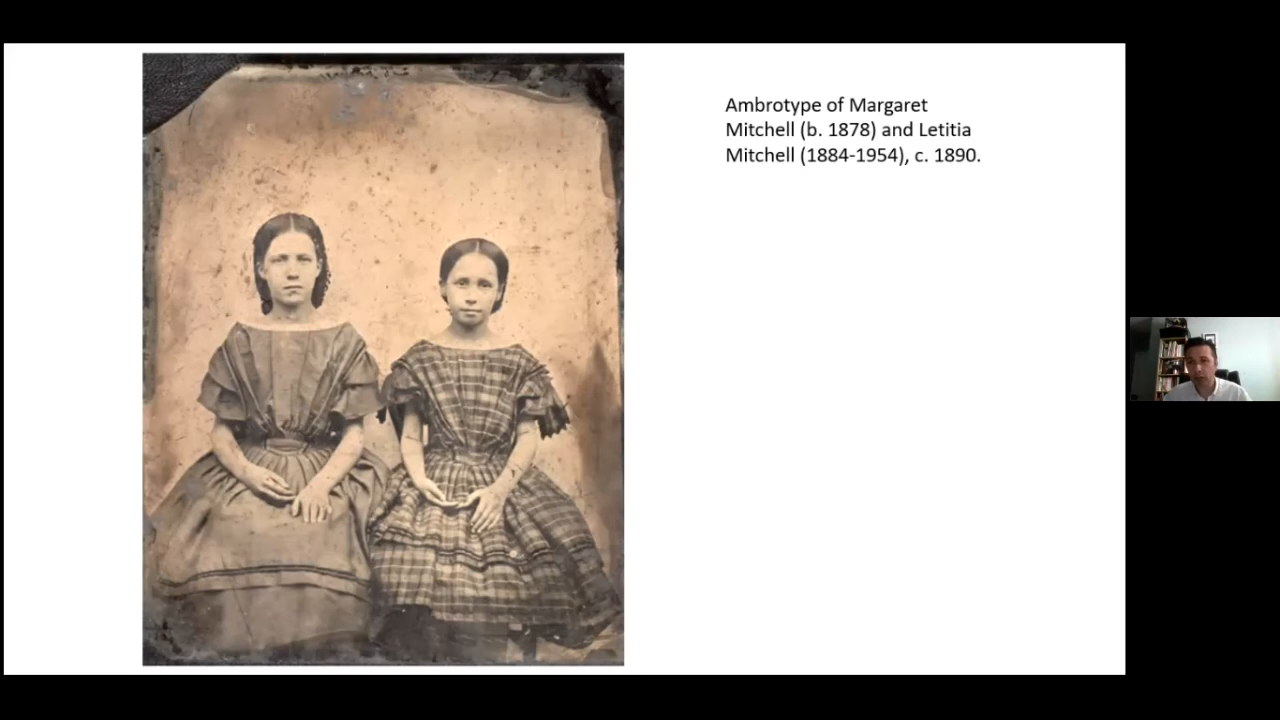 Ambrotype of Margaret
Mitchell (b. 1878) and Letitia
Mitchell (1884-1954), c. 1890.